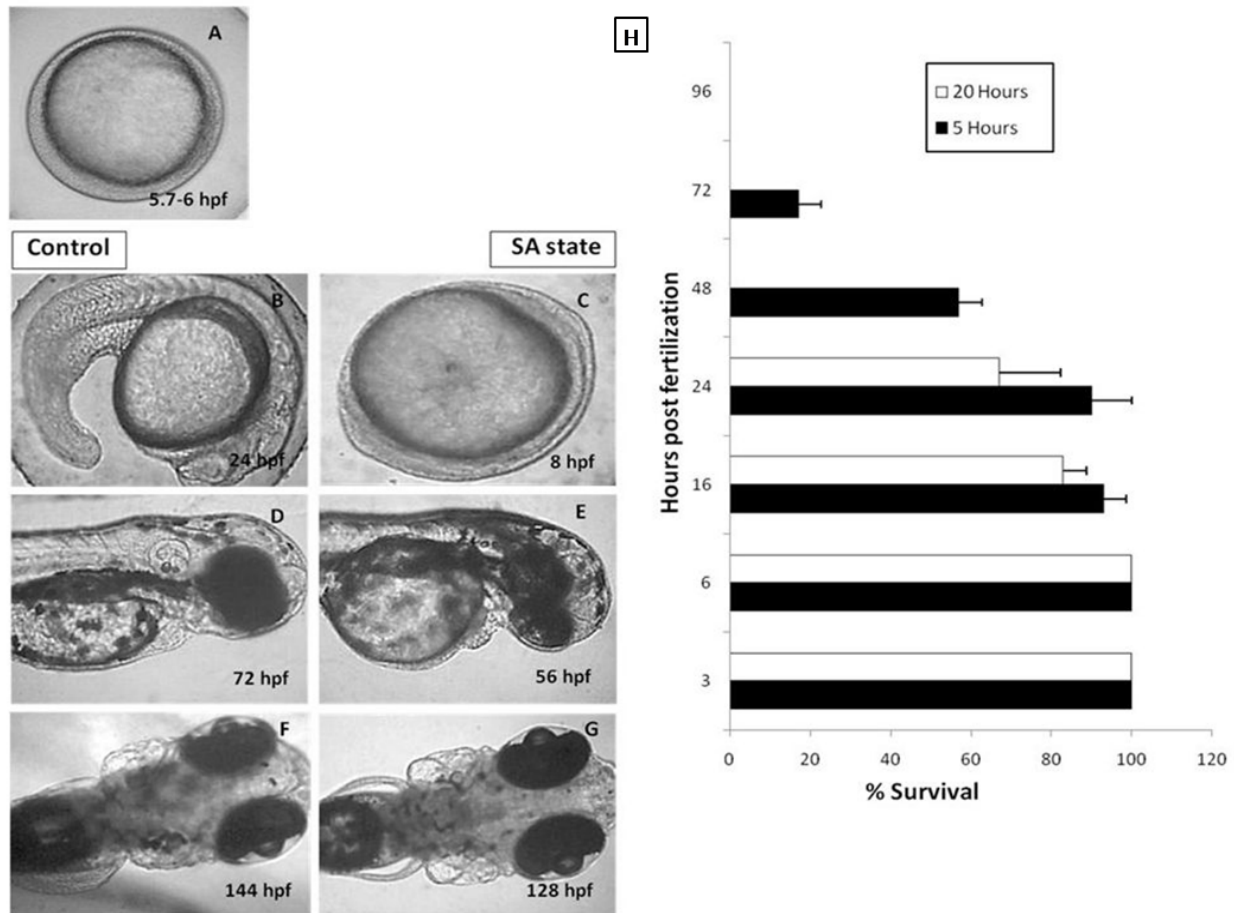 A
5.7-6 hpf
Control
SA state
B
24 hpf
C
8 hpf
D
72 hpf
E
56 hpf
F
144 hpf
G
128 hpf
H
20 Hours
5 Hours
Hours post fertilization
96
72
48
24
16
6
3
0 20 40 60 80 100 120
% Survival